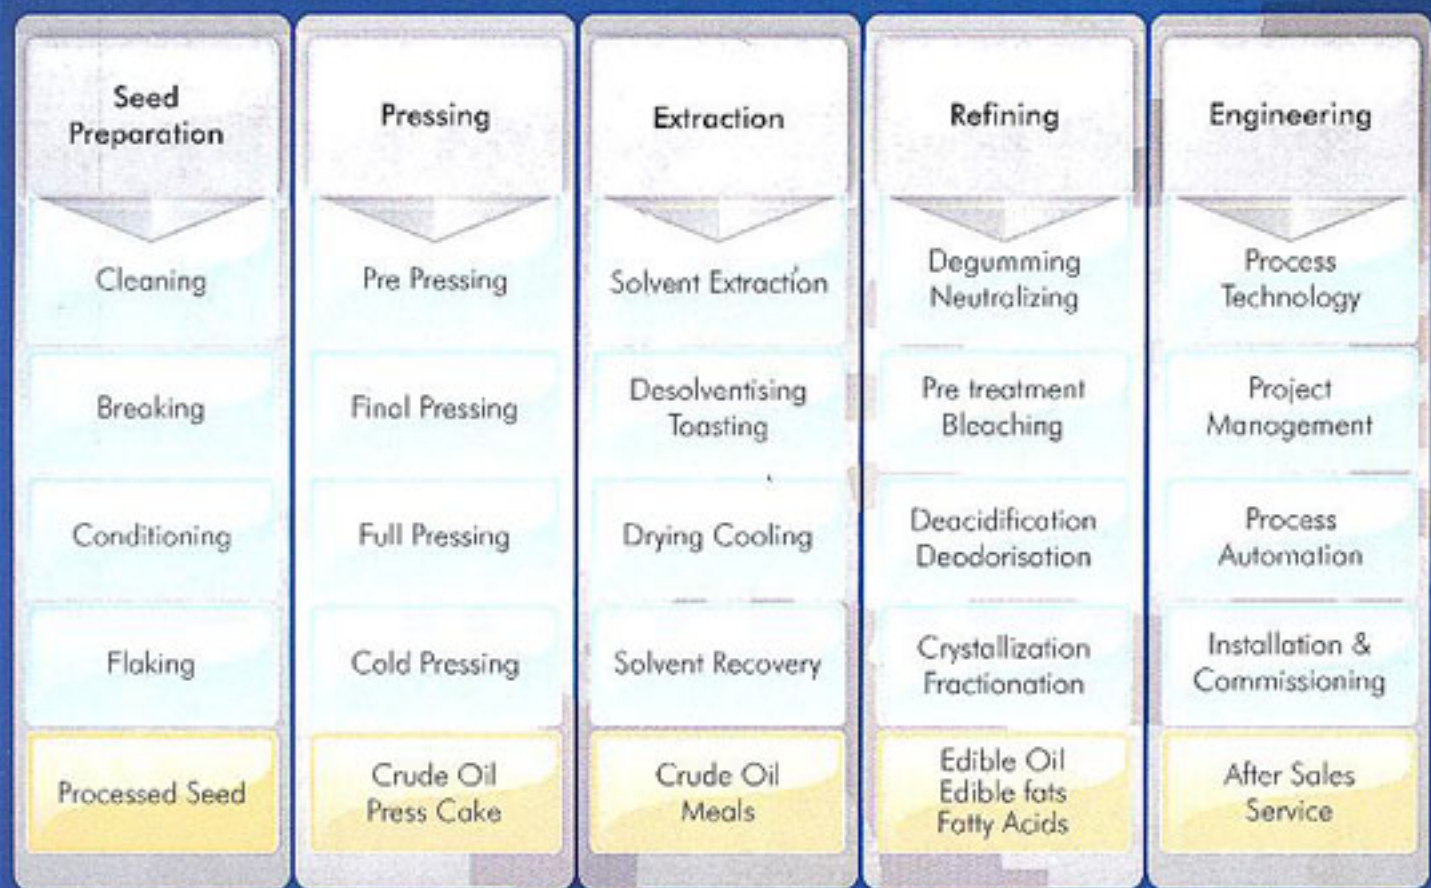 Seed
Preparation
Cleaning
Breaking
Conditioning
Flaking
Processed Seed
Pressing
Pre Pressing
Final Pressing
Full Pressing
Cold Pressing
Crude Oil
Press Cake
Extraction
Solvent Extraction
Desolventising
Toasting
Drying Cooling
Solvent Recovery
Crude Oil
Meals
Refining
Degumming
Neutralizing
Pre treatment
Bleaching
Deacidification
Deodorisation
Crystallization
Fractionation
Edible Oil
Edible fats
Fatty Acids
Engineering
Process
Technology
Project
Management
Process
Automation
Installation &
Commissioning
After Sales
Service